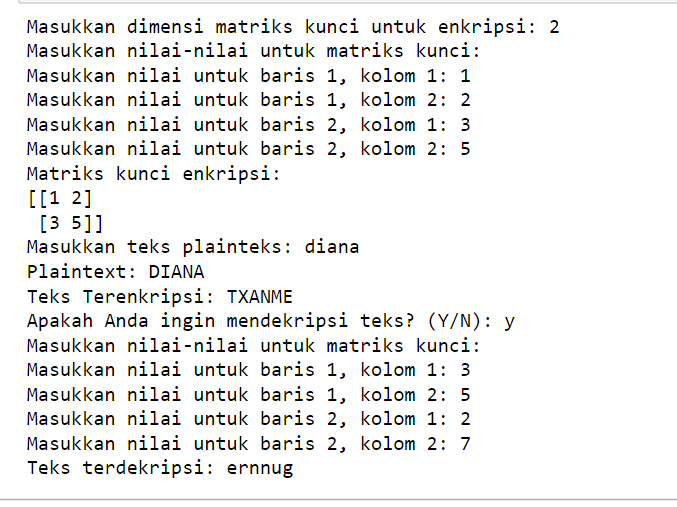 Masukkan dimensi matriks kunci untuk enkripsi: 2
Masukkan nilai-nilai untuk matriks kunci:
Masukkan nilai untuk baris 1, kolom 1: 1
Masukkan nilai untuk baris 1, kolom 2: 2
Masukkan nilai untuk baris 2, kolom 1: 3
Masukkan nilai untuk baris 2, kolom 2: 5
Matriks kunci enkripsi:
[[1 2]
 [3 5]]
Masukkan teks plainteks: diana
Plaintext: DIANA
Teks Terenkripsi: TXANME
Apakah Anda ingin mendekripsi teks? (Y/N): y
Masukkan nilai-nilai untuk matriks kunci:
Masukkan nilai untuk baris 1, kolom 1: 3
Masukkan nilai untuk baris 1, kolom 2: 5
Masukkan nilai untuk baris 2, kolom 1: 2
Masukkan nilai untuk baris 2, kolom 2: 7
Teks terdekripsi: ernnug